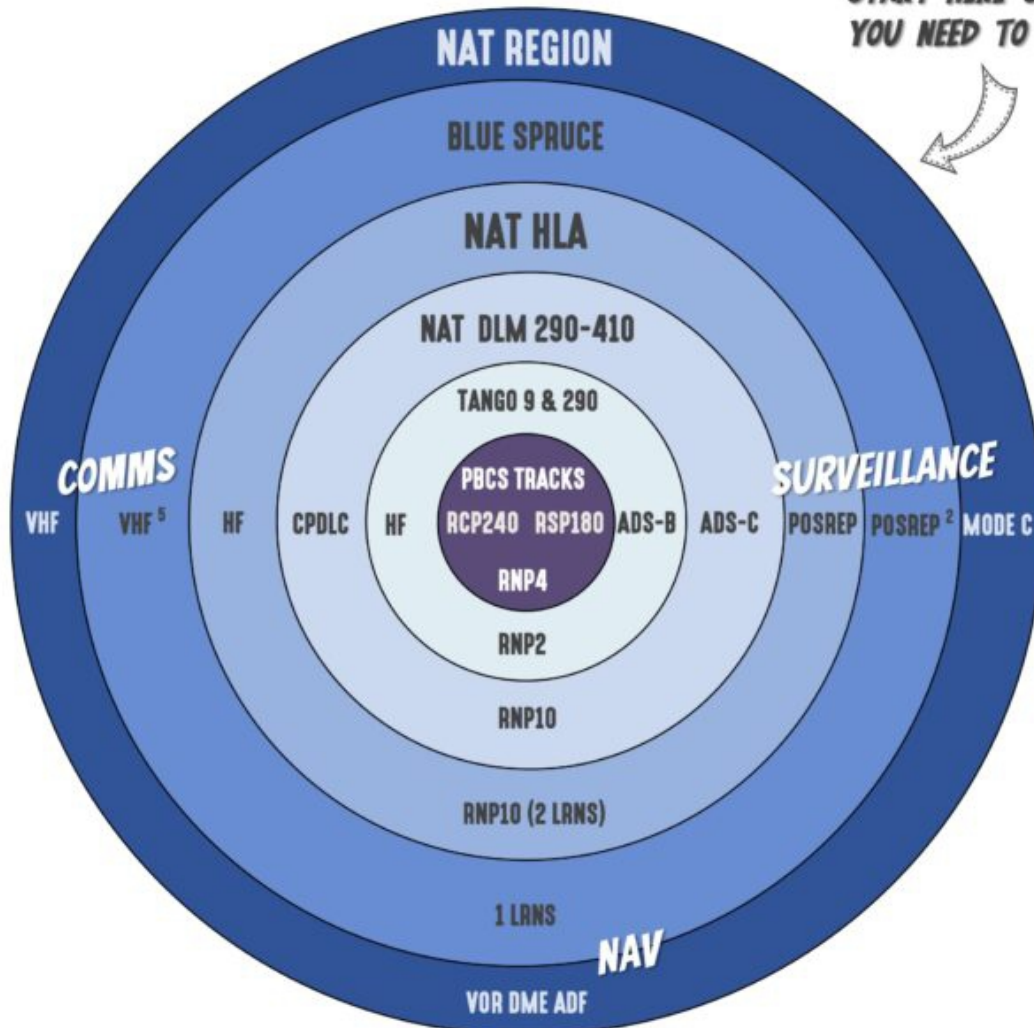 YOU NEED TO
NAT REGION
BLUE SPRUCE
NAT HLA
NAT DLM 290-410
TANGO 9 & 290
PBCS TRACKS
COMMS
SURVEILLANCE
VHF VHF 5 HF CPDLC HF RCP240 RSP180 ADS-B ADS-C POSREP POSREP 2 MODE C
RNP4
RNP2
RNP10
RNP10 (2 LRNS)
1 LRNS
NAV
VOR DME ADF